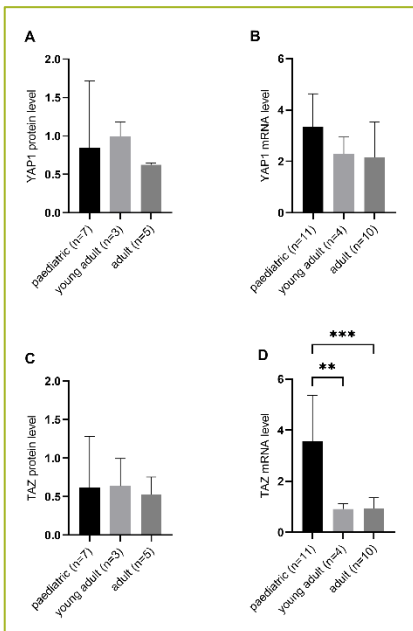 A
YAP1 protein level
2.0
1.5
1.0
0.5
0.0
paediatric (n=7)
young adult (n=3)
adult (n=5)
B
YAP1 mRNA level
6
4
2
0
paediatric (n=11)
young adult (n=4)
adult (n=10)
C
TAZ protein level
2.0
1.5
1.0
0.5
0.0
paediatric (n=7)
young adult (n=3)
adult (n=5)
D
***
**
TAZ mRNA level
6
4
2
0
paediatric (n=11)
young adult (n=4)
adult (n=10)